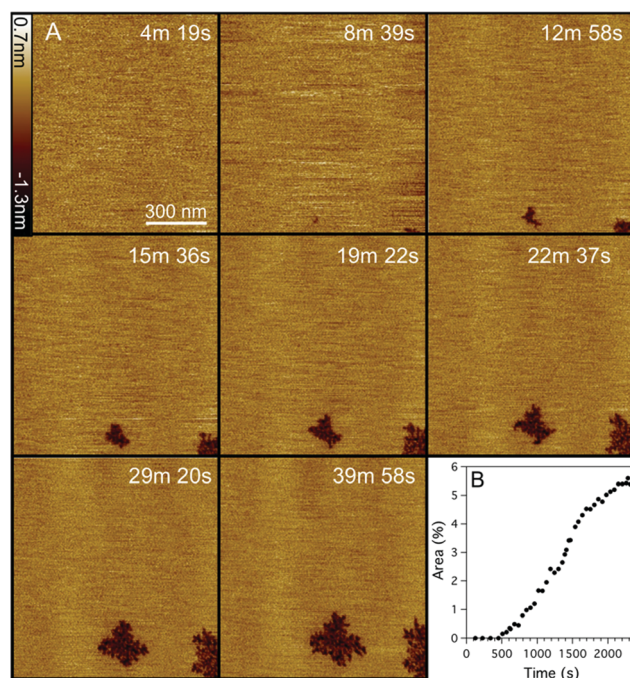 0.7nm
-1.3nm
A
4m 19s
300 nm
8m 39s
12m 58s
15m 36s
19m 22s
22m 37s
29m 20s
39m 58s
B
6
5
4
3
2
1
0
Area (%)
0 500 1000 1500 2000
Time (s)